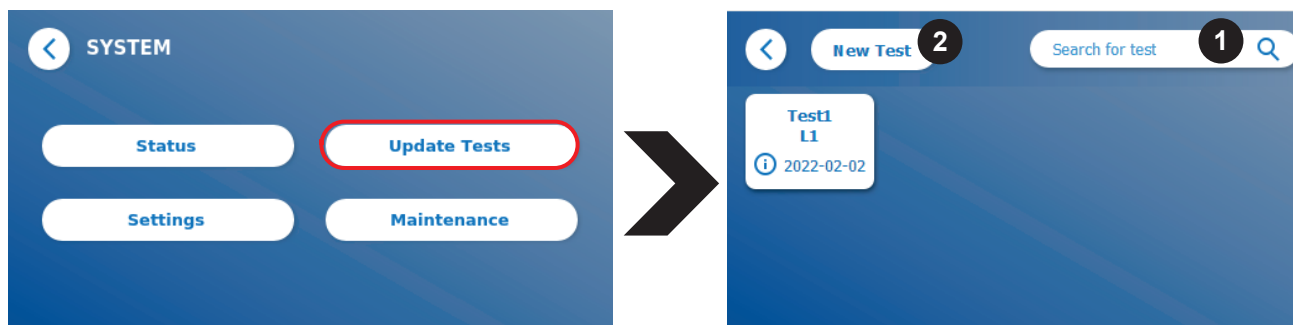 SYSTEM
Status
Update Tests
Settings
Maintenance
New Test
2
Search for test
1
Test1
L1
2022-02-02